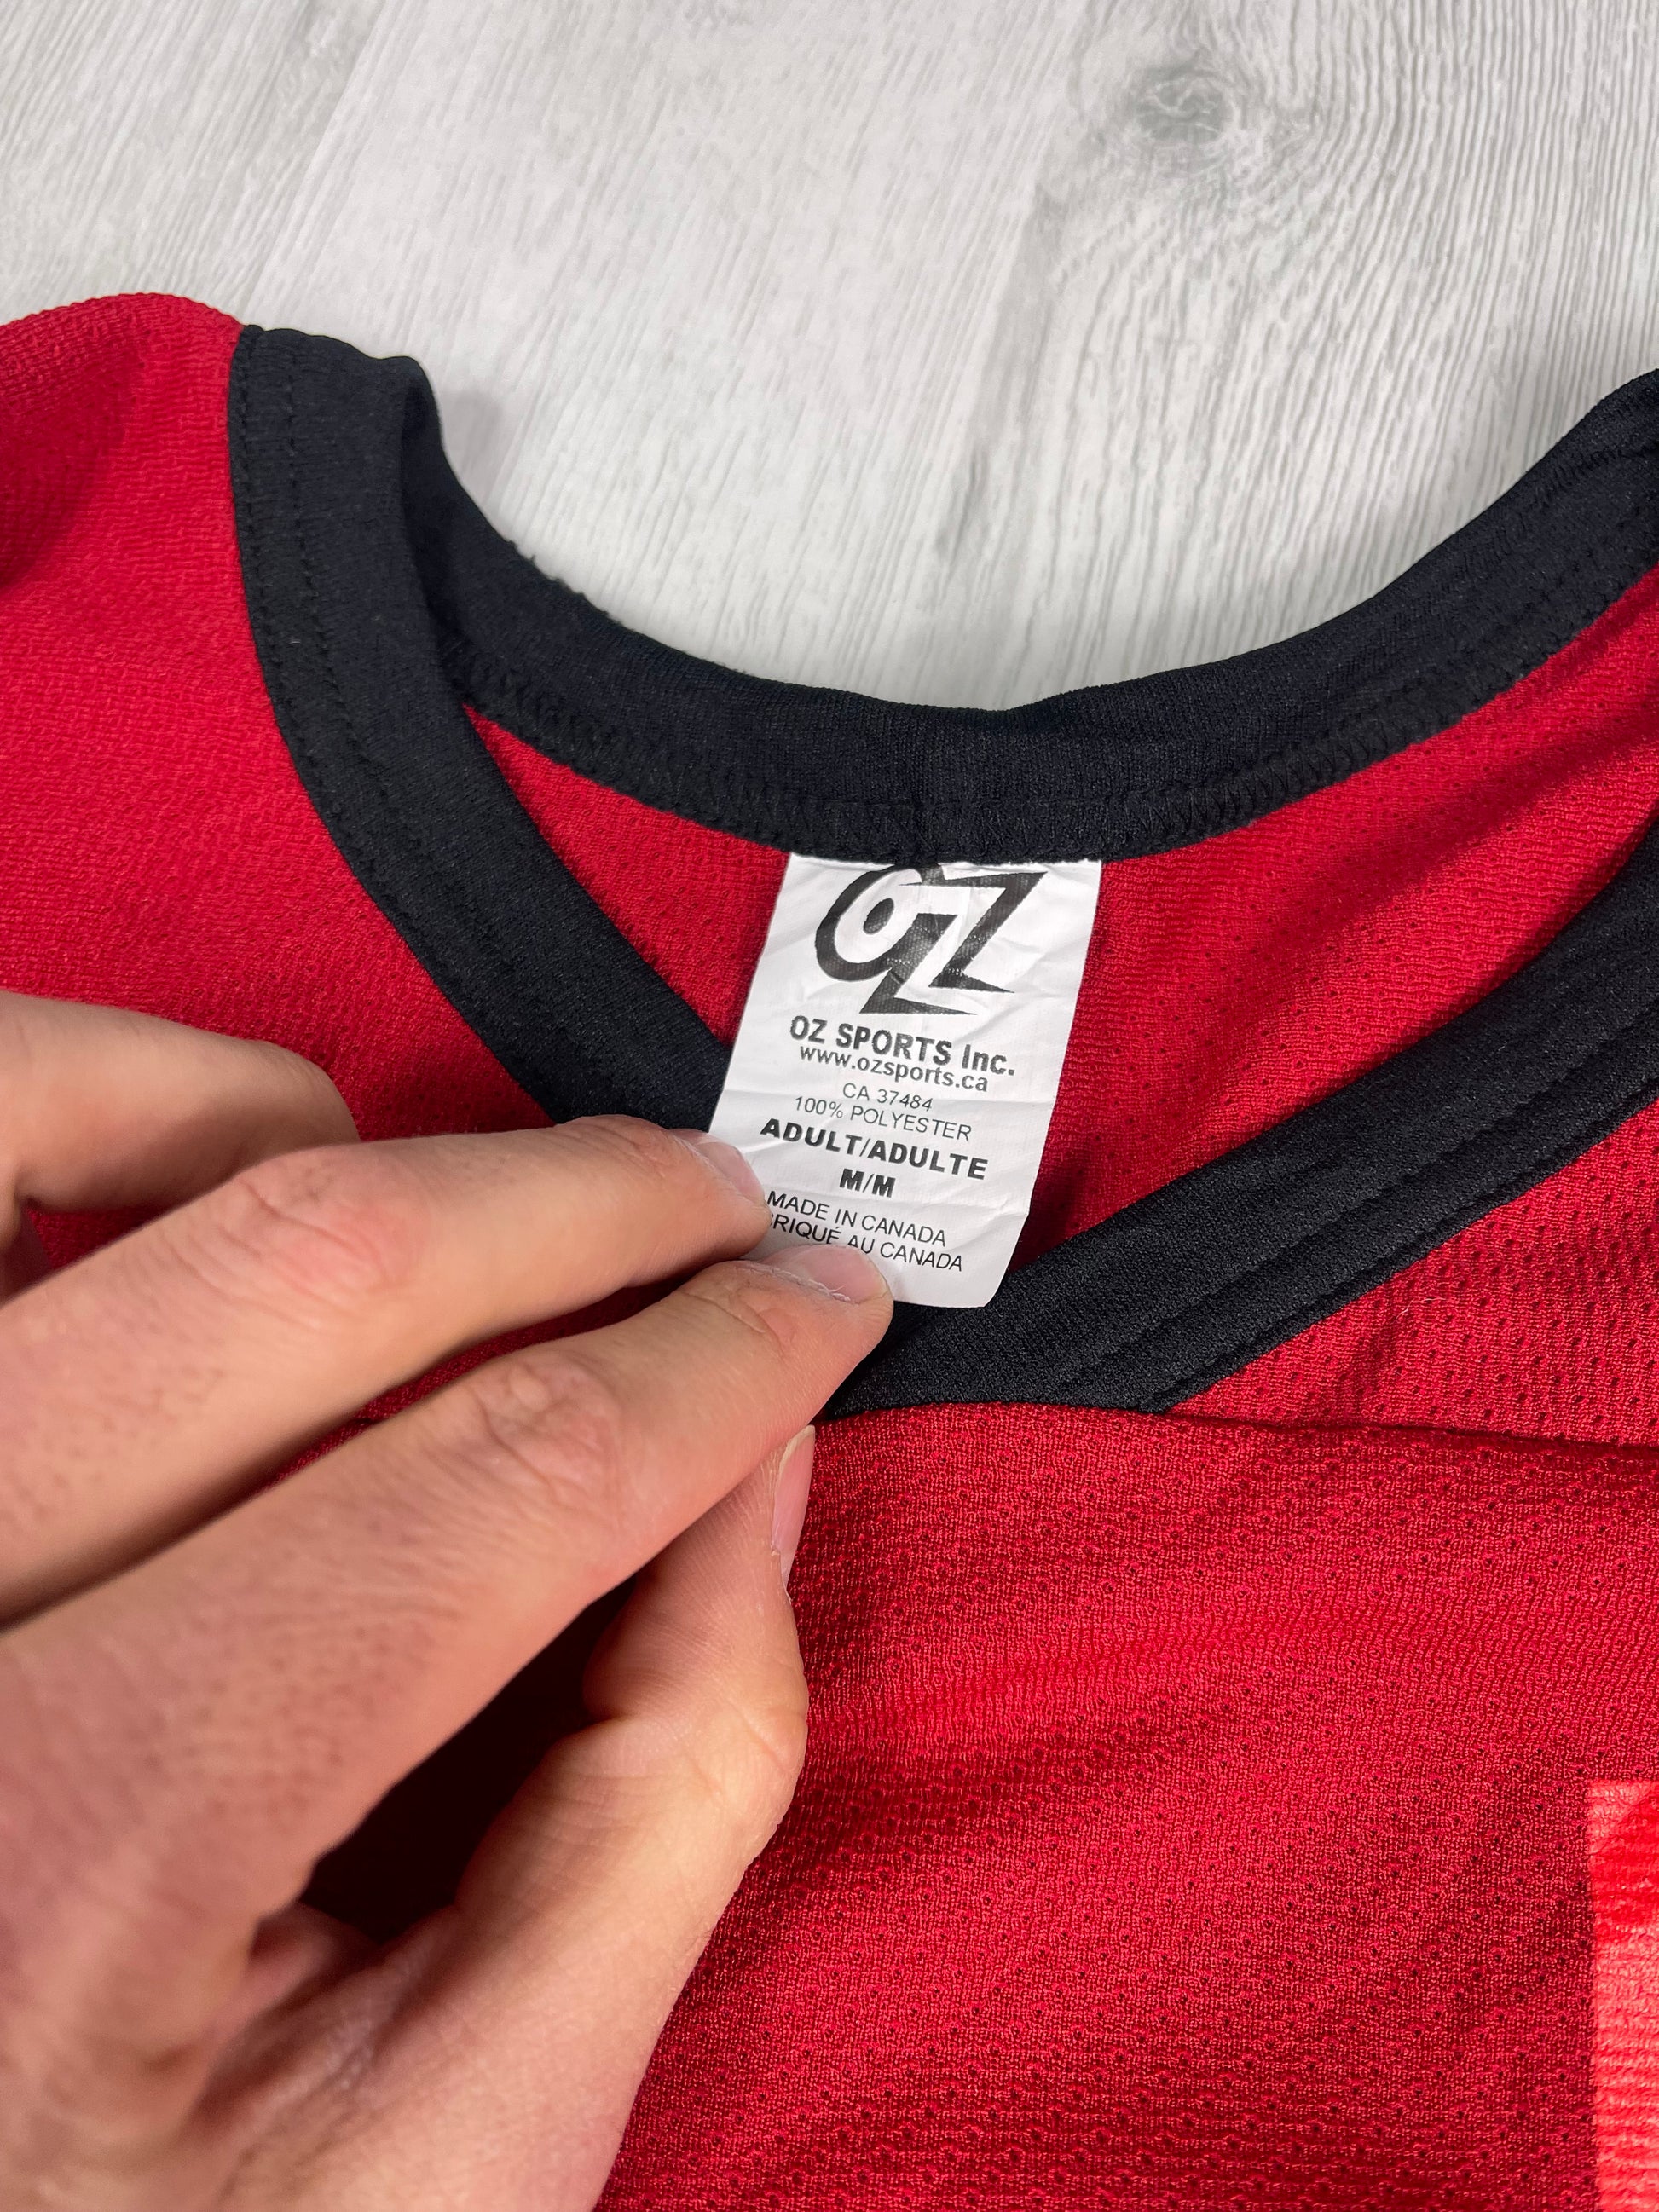 OZ
OZ SPORTS Inc.
www.ozsports.ca
CA 37484
100% POLYESTER
ADULT/ADULTE
M/M
MADE IN CANADA
AU CANADA